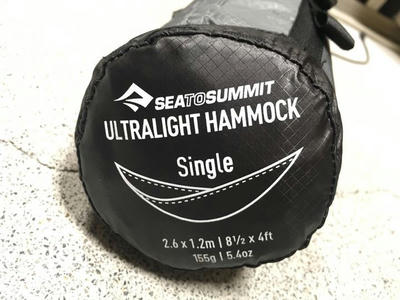 SEATOSUMMIT
ULTRALIGHT HAMMOCK
Single
2.6 x 1.2m | 8½ x 4ft
155g | 5.4oz